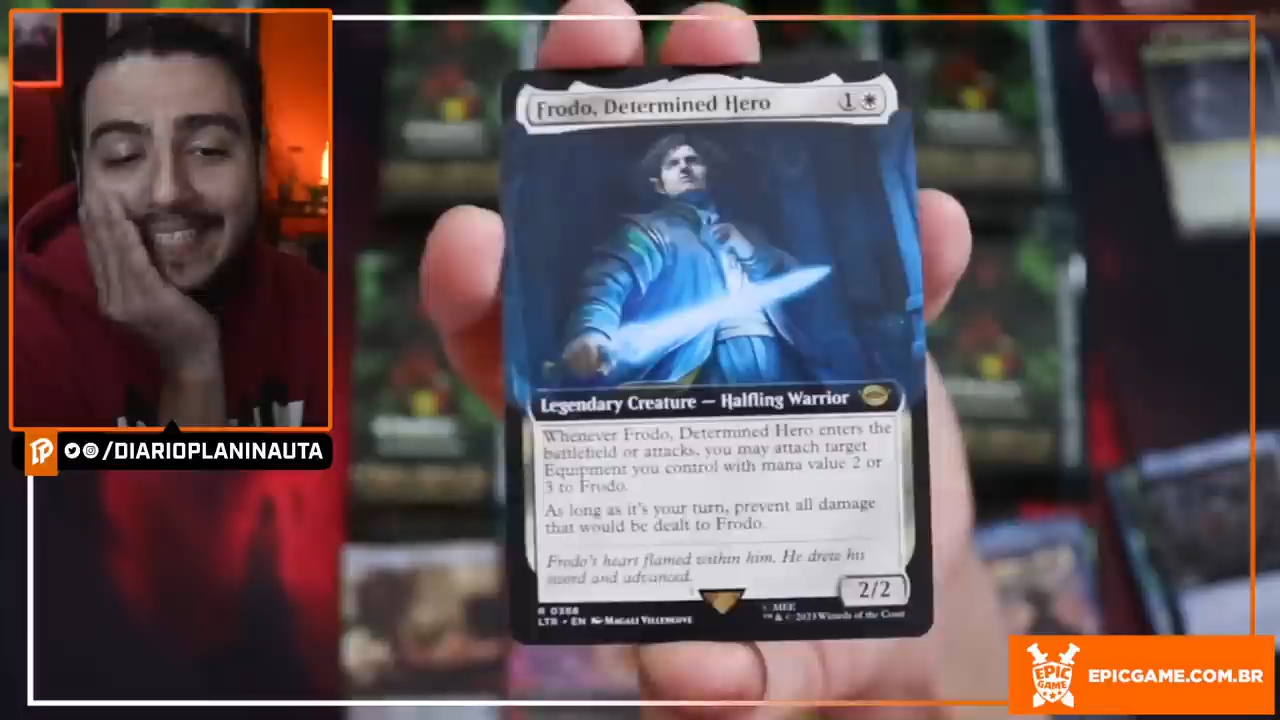 Frodo, Determined Hero 1
Legendary Creature — Halfling Warrior
Whenever Frodo, Determined Hero enters the
battlefield or attacks, you may attach target
Equipment you control with mana value 2 or
3 to Frodo.
As long as it's your turn, prevent all damage
that would be dealt to Frodo.
Frodo's heart flamed within him. He drew his
sword and advanced.
2/2
LTR • EN MAGALI VILLENEUVE
™ & © 2023 Wizards of the Coast
/DIARIOPLANINAUTA
EPIC
GAME
EPICGAME.COM.BR